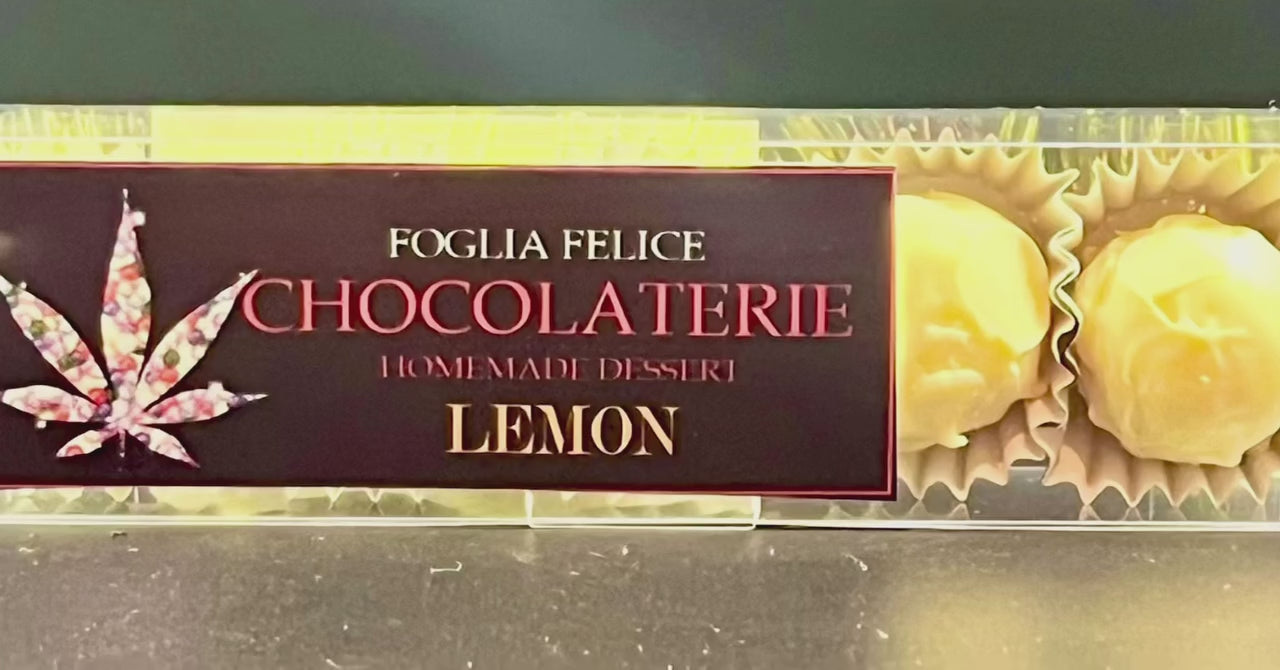 FOGLIA FELICE
CHOCOLATERIE
HOMEMADE DESSERT
LEMON